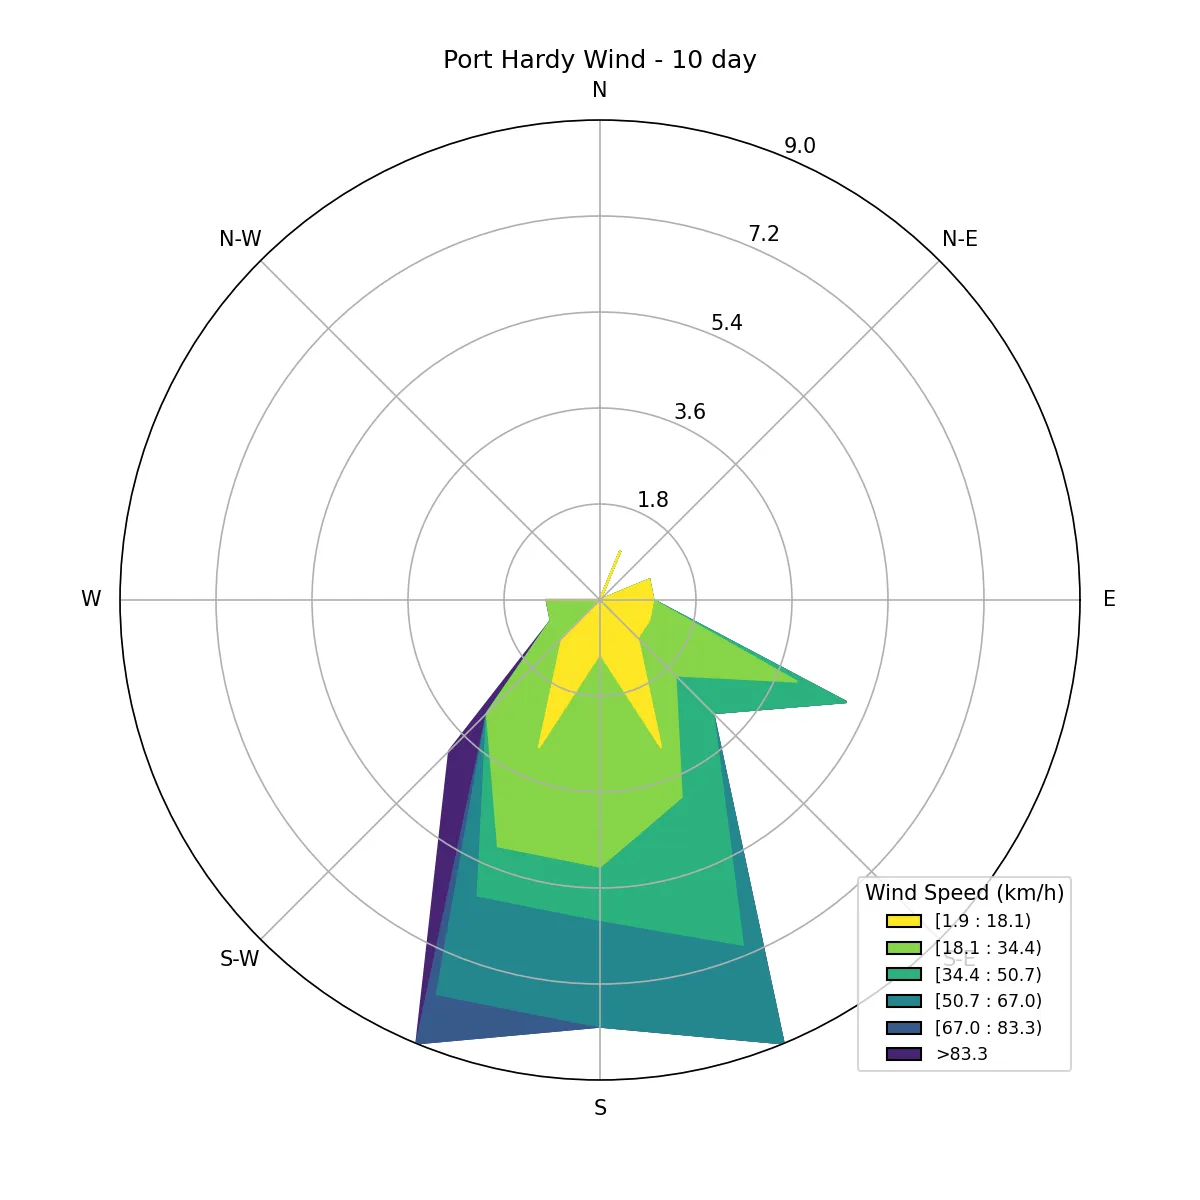 Port Hardy Wind - 10 day
N
9.0
N-W
7.2
N-E
5.4
3.6
1.8
W
E
Wind Speed (km/h)
[1.9 : 18.1)
[18.1 : 34.4)
S-W
S-E
[34.4 : 50.7)
[50.7 : 67.0)
[67.0 : 83.3)
>83.3
S